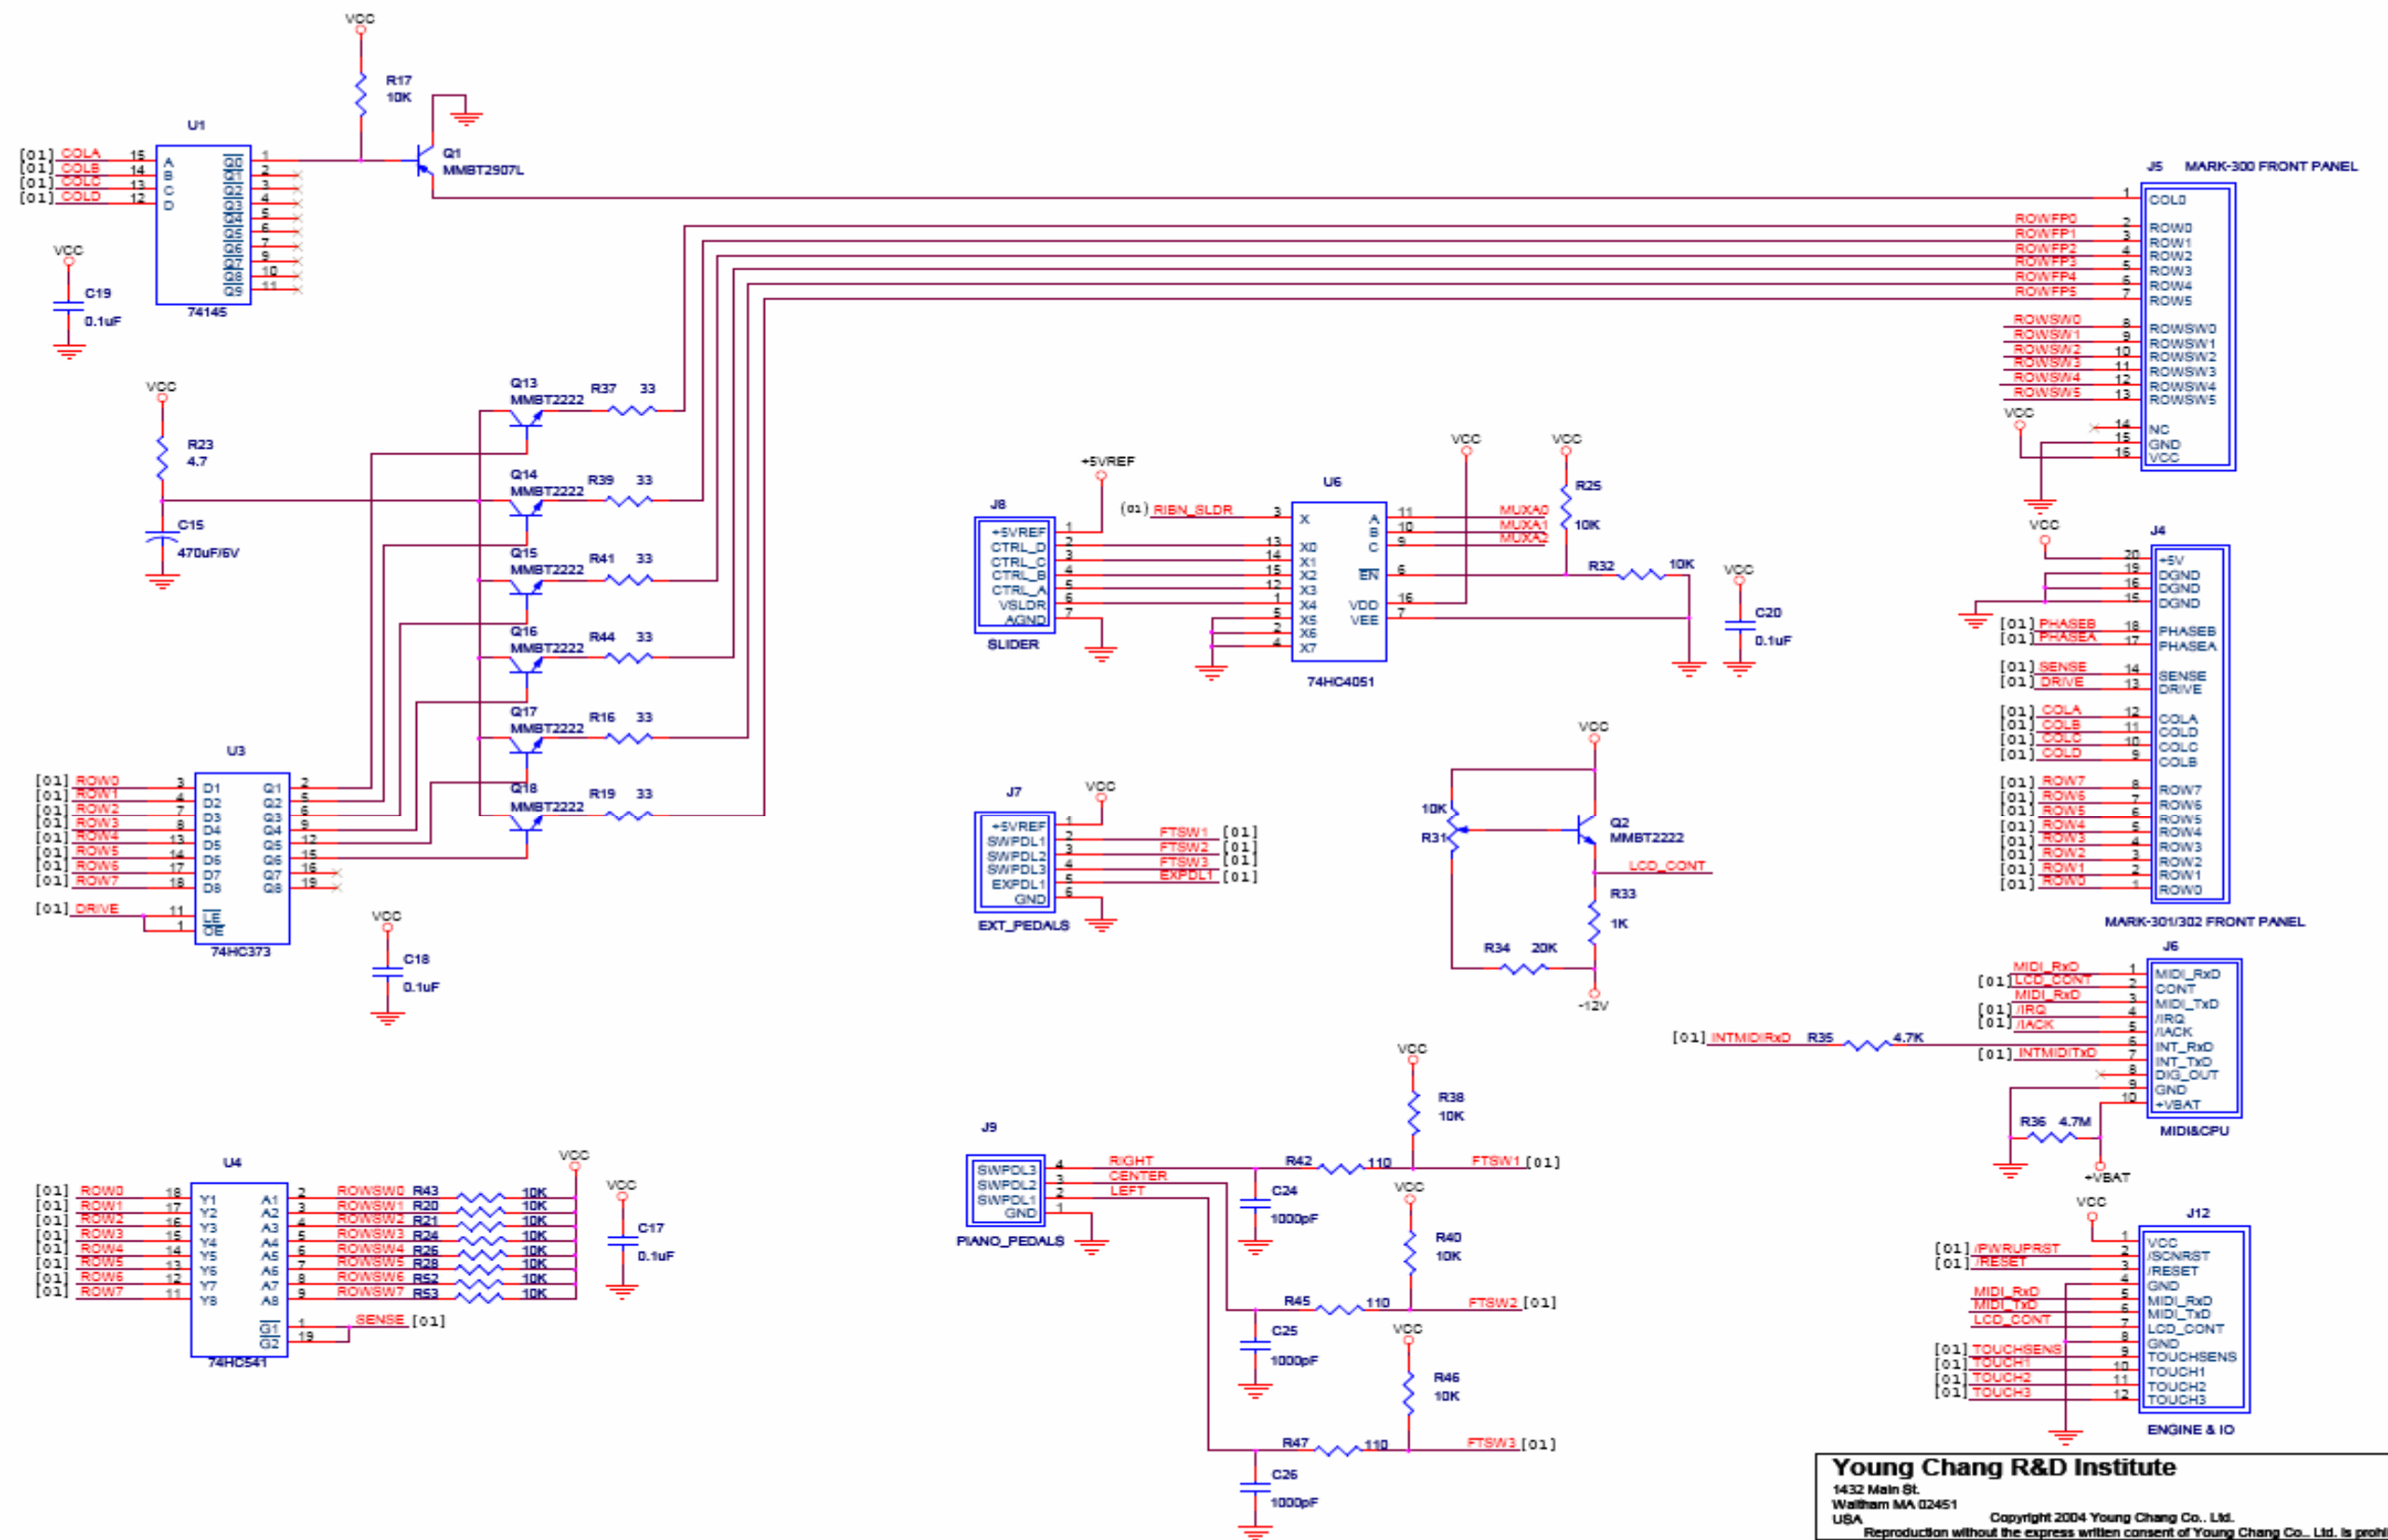 VCC
R17
10K
U1
Q1
MMBT2907L
[01] COLA 15 A Q0 1
[01] COLB 14 B Q1 2
[01] COLC 13 C Q2 3
[01] COLD 12 D Q3 4
Q4 5
Q5 6
Q6 7
Q7 9
Q8 10
Q9 11
74145
VCC
C19
0.1uF
J5 MARK-300 FRONT PANEL
1 COL0
ROWFP0 2 ROW0
ROWFP1 3 ROW1
ROWFP2 4 ROW2
ROWFP3 5 ROW3
ROWFP4 6 ROW4
ROWFP5 7 ROW5
ROWSW0 8 ROWSW0
ROWSW1 9 ROWSW1
ROWSW2 10 ROWSW2
ROWSW3 11 ROWSW3
ROWSW4 12 ROWSW4
ROWSW5 13 ROWSW5
VCC
14 NC
15 GND
16 VCC
VCC
R23
4.7
C15
470uF/6V
Q13
MMBT2222
R37 33
Q14
MMBT2222
R39 33
Q15
MMBT2222
R41 33
Q16
MMBT2222
R44 33
Q17
MMBT2222
R16 33
Q18
MMBT2222
R19 33
U3
[01] ROW0 3 D1 Q1 2
[01] ROW1 4 D2 Q2 5
[01] ROW2 7 D3 Q3 6
[01] ROW3 8 D4 Q4 9
[01] ROW4 13 D5 Q5 12
[01] ROW5 14 D6 Q6 15
[01] ROW6 17 D7 Q7 16
[01] ROW7 18 D8 Q8 19
[01] DRIVE 11 LE
1 OE
74HC373
VCC
C18
0.1uF
+5VREF
J8
+5VREF 1
CTRL_D 2
CTRL_C 3
CTRL_B 4
CTRL_A 5
VSLDR 6
AGND 7
SLIDER
U6
(01) RIBN_SLDR 3 X A 11 MUXA0
B 10 MUXA1
13 X0 C 9 MUXA2
14 X1
15 X2 EN 6
12 X3
1 X4 VDD 16
5 X5 VEE 7
2 X6
4 X7
74HC4051
VCC
VCC
R25
10K
R32 10K
VCC
C20
0.1uF
VCC
J4
20 +5V
19 DGND
16 DGND
15 DGND
[01] PHASEB 18 PHASEB
[01] PHASEA 17 PHASEA
[01] SENSE 14 SENSE
[01] DRIVE 13 DRIVE
[01] COLA 12 COLA
[01] COLB 11 COLD
[01] COLC 10 COLC
[01] COLD 9 COLB
[01] ROW7 8 ROW7
[01] ROW6 7 ROW6
[01] ROW5 6 ROW5
[01] ROW4 5 ROW4
[01] ROW3 4 ROW3
[01] ROW2 3 ROW2
[01] ROW1 2 ROW1
[01] ROW0 1 ROW0
MARK-301/302 FRONT PANEL
J7
VCC
+5VREF 1
SWPDL1 2 FTSW1 [01]
SWPDL2 3 FTSW2 [01]
SWPDL3 4 FTSW3 [01]
EXPDL1 5 EXPDL1 [01]
GND 6
EXT_PEDALS
VCC
10K
R31
Q2
MMBT2222
LCD_CONT
R33
1K
R34 20K
-12V
J6
MIDI_RxD 1 MIDI_RxD
[01] LCD_CONT 2 CONT
MIDI_RxD 3 MIDI_TxD
[01] /IRQ 4 /IRQ
[01] /IACK 5 /IACK
[01] INTMIDIRxD R35 4.7K 6 INT_RxD
[01] INTMIDITxD 7 INT_TxD
8 DIG_OUT
9 GND
10 +VBAT
R36 4.7M
MIDI&CPU
+VBAT
U4
[01] ROW0 18 Y1 A1 2 ROWSW0 R43 10K
[01] ROW1 17 Y2 A2 3 ROWSW1 R20 10K
[01] ROW2 16 Y3 A3 4 ROWSW2 R21 10K
[01] ROW3 15 Y4 A4 5 ROWSW3 R24 10K
[01] ROW4 14 Y5 A5 6 ROWSW4 R26 10K
[01] ROW5 13 Y6 A6 7 ROWSW5 R28 10K
[01] ROW6 12 Y7 A7 8 ROWSW6 R52 10K
[01] ROW7 11 Y8 A8 9 ROWSW7 R53 10K
G1 1 SENSE [01]
G2 19
74HC541
VCC
VCC
C17
0.1uF
J9
SWPDL3 4 RIGHT
SWPDL2 3 CENTER
SWPDL1 2 LEFT
GND 1
PIANO_PEDALS
VCC
R38
10K
R42 110 FTSW1 [01]
C24
1000pF
VCC
R40
10K
R45 110 FTSW2 [01]
C25
1000pF
VCC
R46
10K
R47 110 FTSW3 [01]
C26
1000pF
VCC
J12
1 VCC
[01] /PWRUPRST 2 /SCNRST
[01] /RESET 3 /RESET
4 GND
MIDI_RxD 5 MIDI_RxD
MIDI_TxD 6 MIDI_TxD
LCD_CONT 7 LCD_CONT
8 GND
[01] TOUCHSENS 9 TOUCHSENS
[01] TOUCH1 10 TOUCH1
[01] TOUCH2 11 TOUCH2
[01] TOUCH3 12 TOUCH3
ENGINE & IO
Young Chang R&D Institute
1432 Main St.
Waltham MA 02451
USA
Copyright 2004 Young Chang Co.. Ltd.
Reproduction without the express written consent of Young Chang Co.. Ltd. is prohi